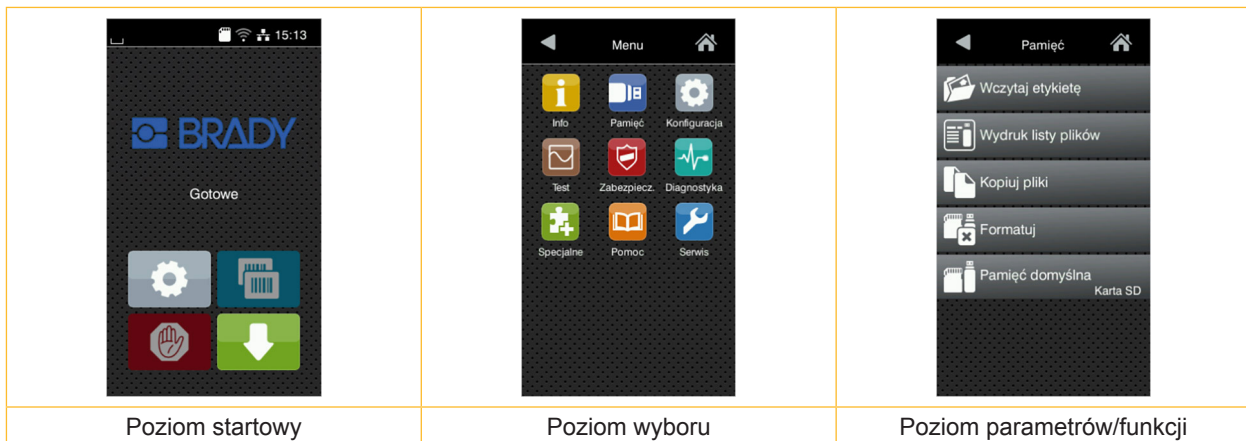 15:13
BRADY
Gotowe
Menu
Info Pamięć Konfiguracja
Test Zabezpiecz. Diagnostyka
Specjalne Pomoc Serwis
Pamięć
Wczytaj etykietę
Wydruk listy plików
Kopiuj pliki
Formatuj
Pamięć domyślna
Karta SD
Poziom startowy Poziom wyboru Poziom parametrów/funkcji